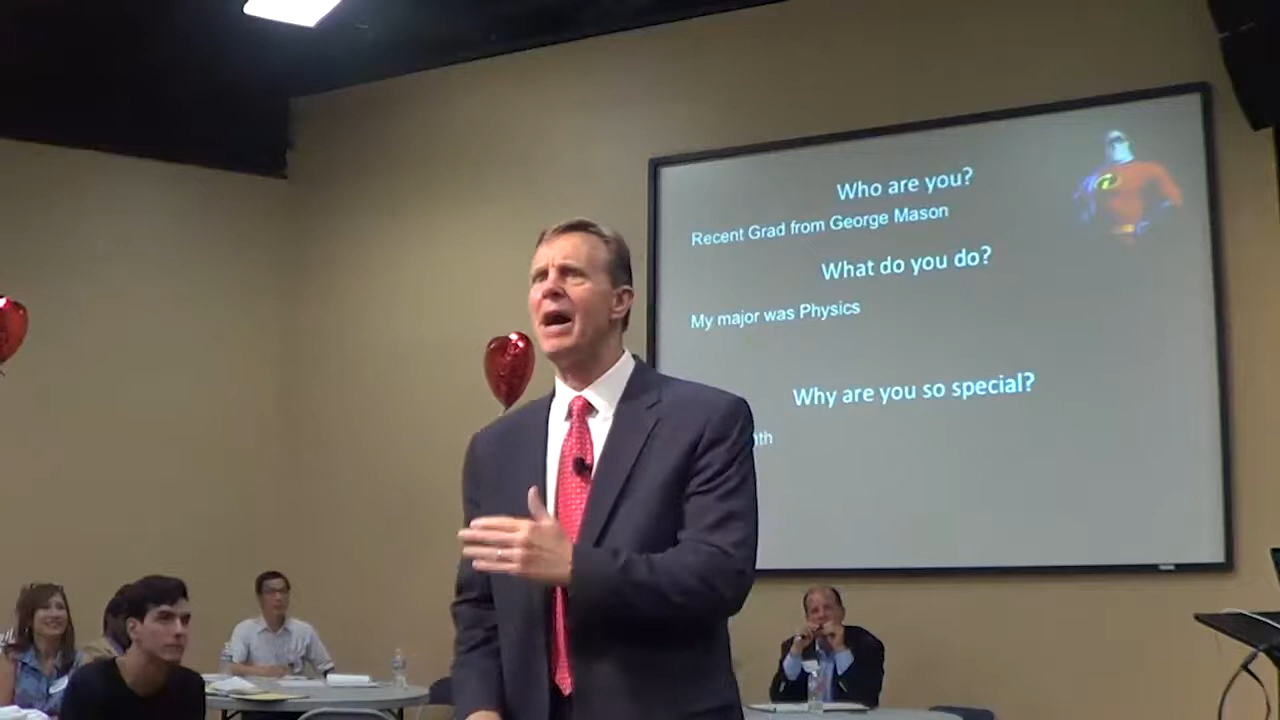 Who are you?
Recent Grad from George Mason
What do you do?
My major was Physics
Why are you so special?